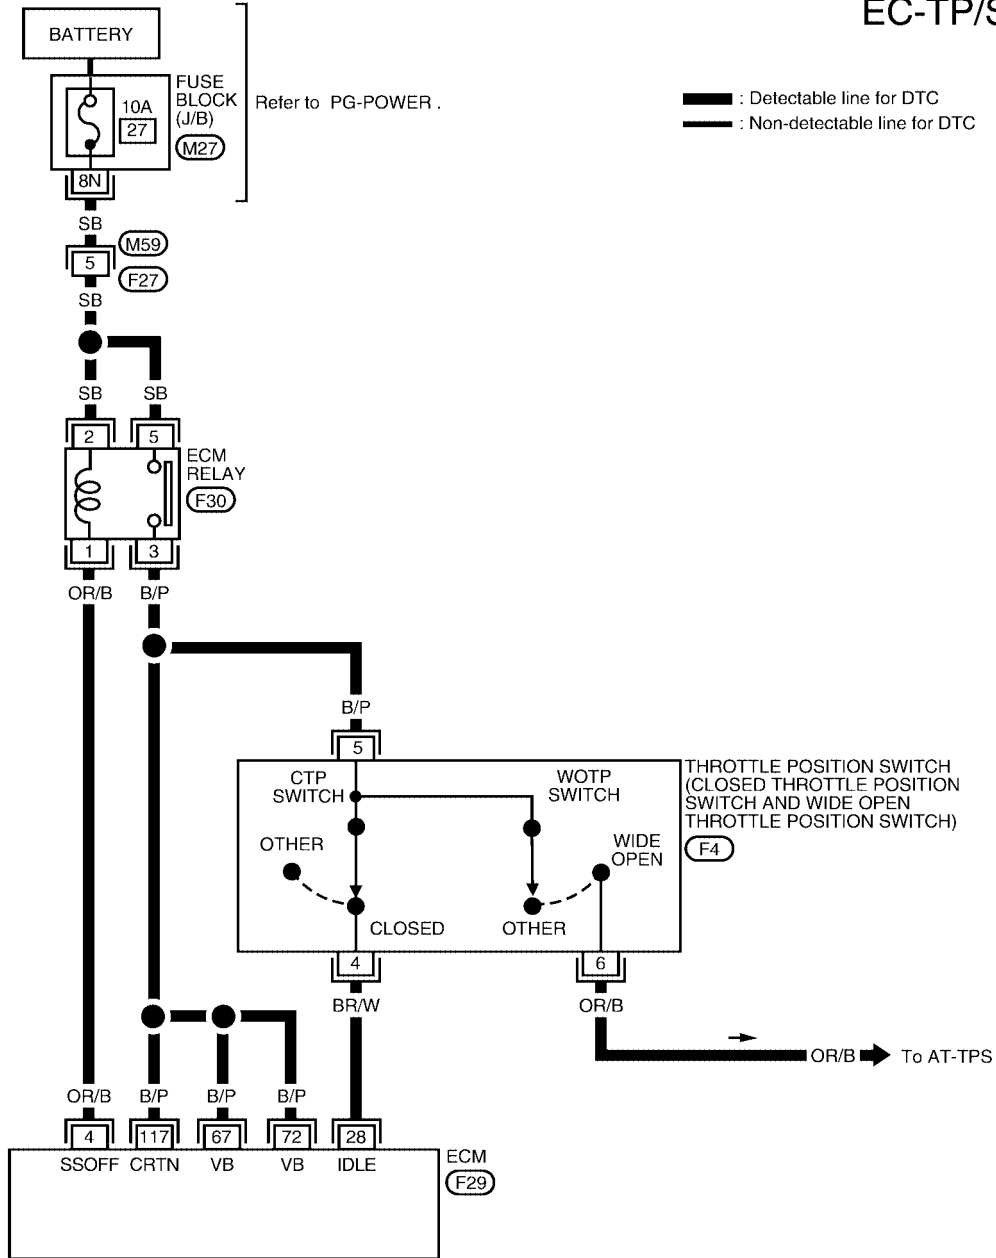 EC-TP/S
BATTERY
FUSE
BLOCK
(J/B)
10A
27
M27
Refer to PG-POWER .
: Detectable line for DTC
: Non-detectable line for DTC
8N
SB
M59
5
F27
SB
SB
SB
2
5
ECM
RELAY
F30
1
3
OR/B
B/P
B/P
5
CTP
SWITCH
WOTP
SWITCH
THROTTLE POSITION SWITCH
(CLOSED THROTTLE POSITION
SWITCH AND WIDE OPEN
THROTTLE POSITION SWITCH)
F4
OTHER
WIDE
OPEN
CLOSED
OTHER
4
6
BR/W
OR/B
OR/B
To AT-TPS
OR/B
B/P
B/P
B/P
4
117
67
72
28
SSOFF
CRTN
VB
VB
IDLE
ECM
F29